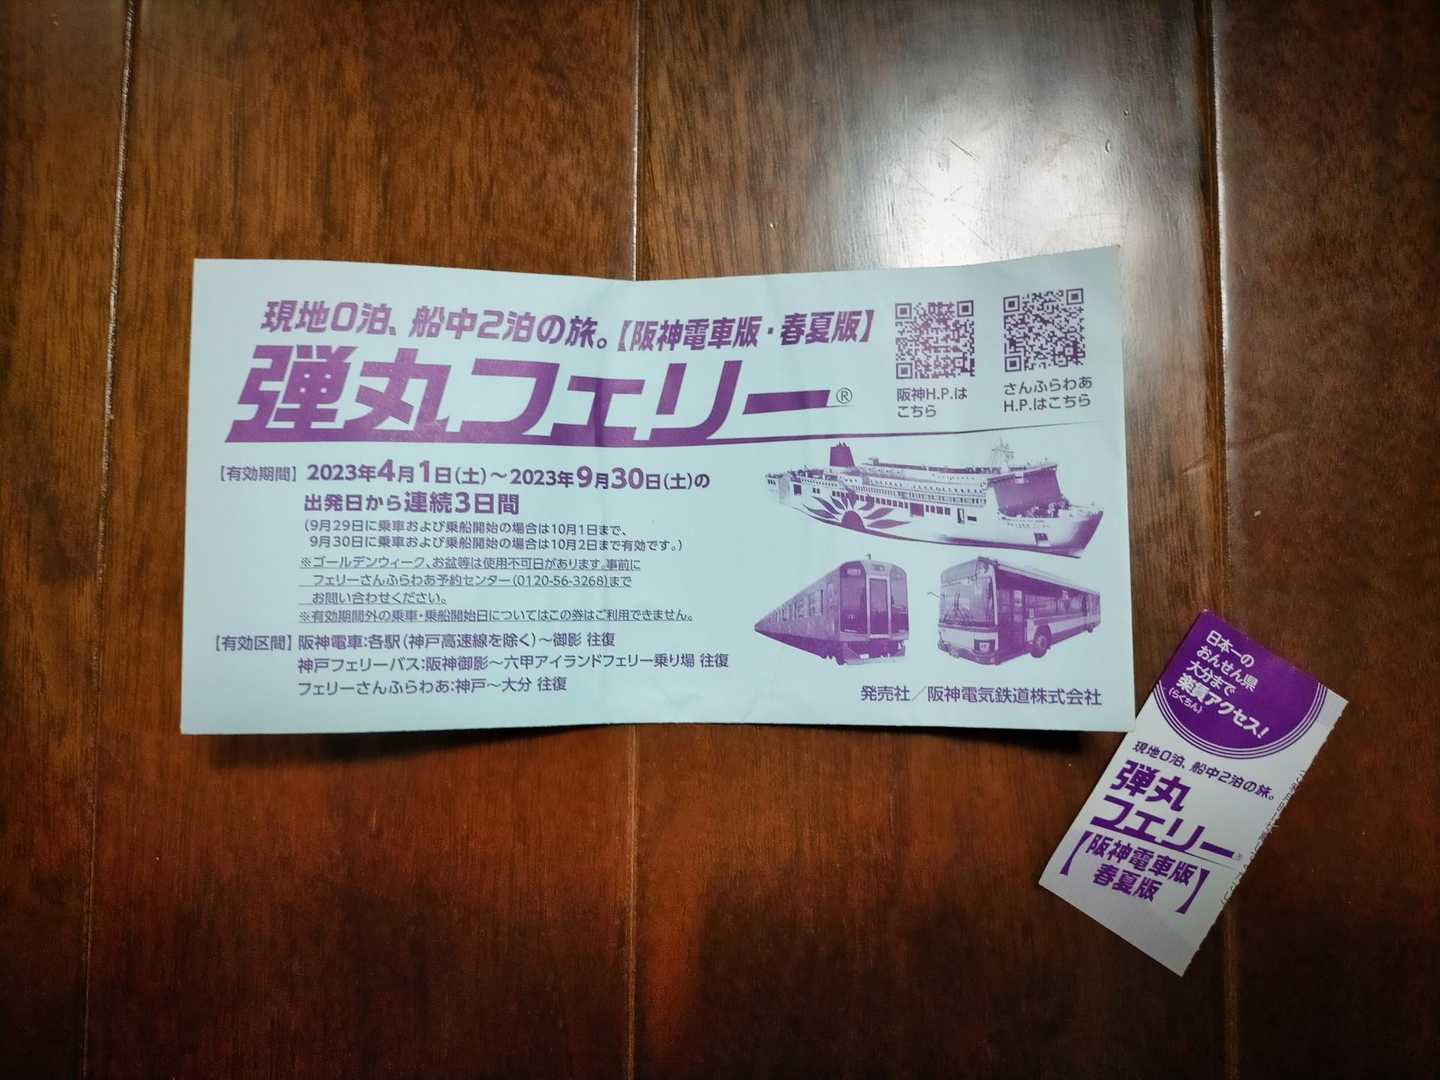 現地0泊、船中2泊の旅。【阪神電車版・春夏版】
弾丸フェリー®
阪神H.P.は
こちら
さんふらわあ
H.P.はこちら
【有効期間】2023年4月1日(土)～2023年9月30日(土)の
出発日から連続3日間
(9月29日に乗車および乗船開始の場合は10月1日まで、
9月30日に乗車および乗船開始の場合は10月2日まで有効です。)
※ゴールデンウィーク、お盆等は使用不可日があります。事前に
フェリーさんふらわあ予約センター(0120-56-3268)まで
お問い合わせください。
※有効期間外の乗車・乗船開始日についてはこの券はご利用できません。
【有効区間】阪神電車:各駅(神戸高速線を除く)～御影 往復
神戸フェリーバス:阪神御影～六甲アイランドフェリー乗り場 往復
フェリーさんふらわあ:神戸～大分 往復
発売社／阪神電気鉄道株式会社
日本一の
おんせん県
大分まで
楽員アクセス!
(らくちん)
現地0泊、船中2泊の旅。
弾丸
フェリー®
【阪神電車版
春夏版】